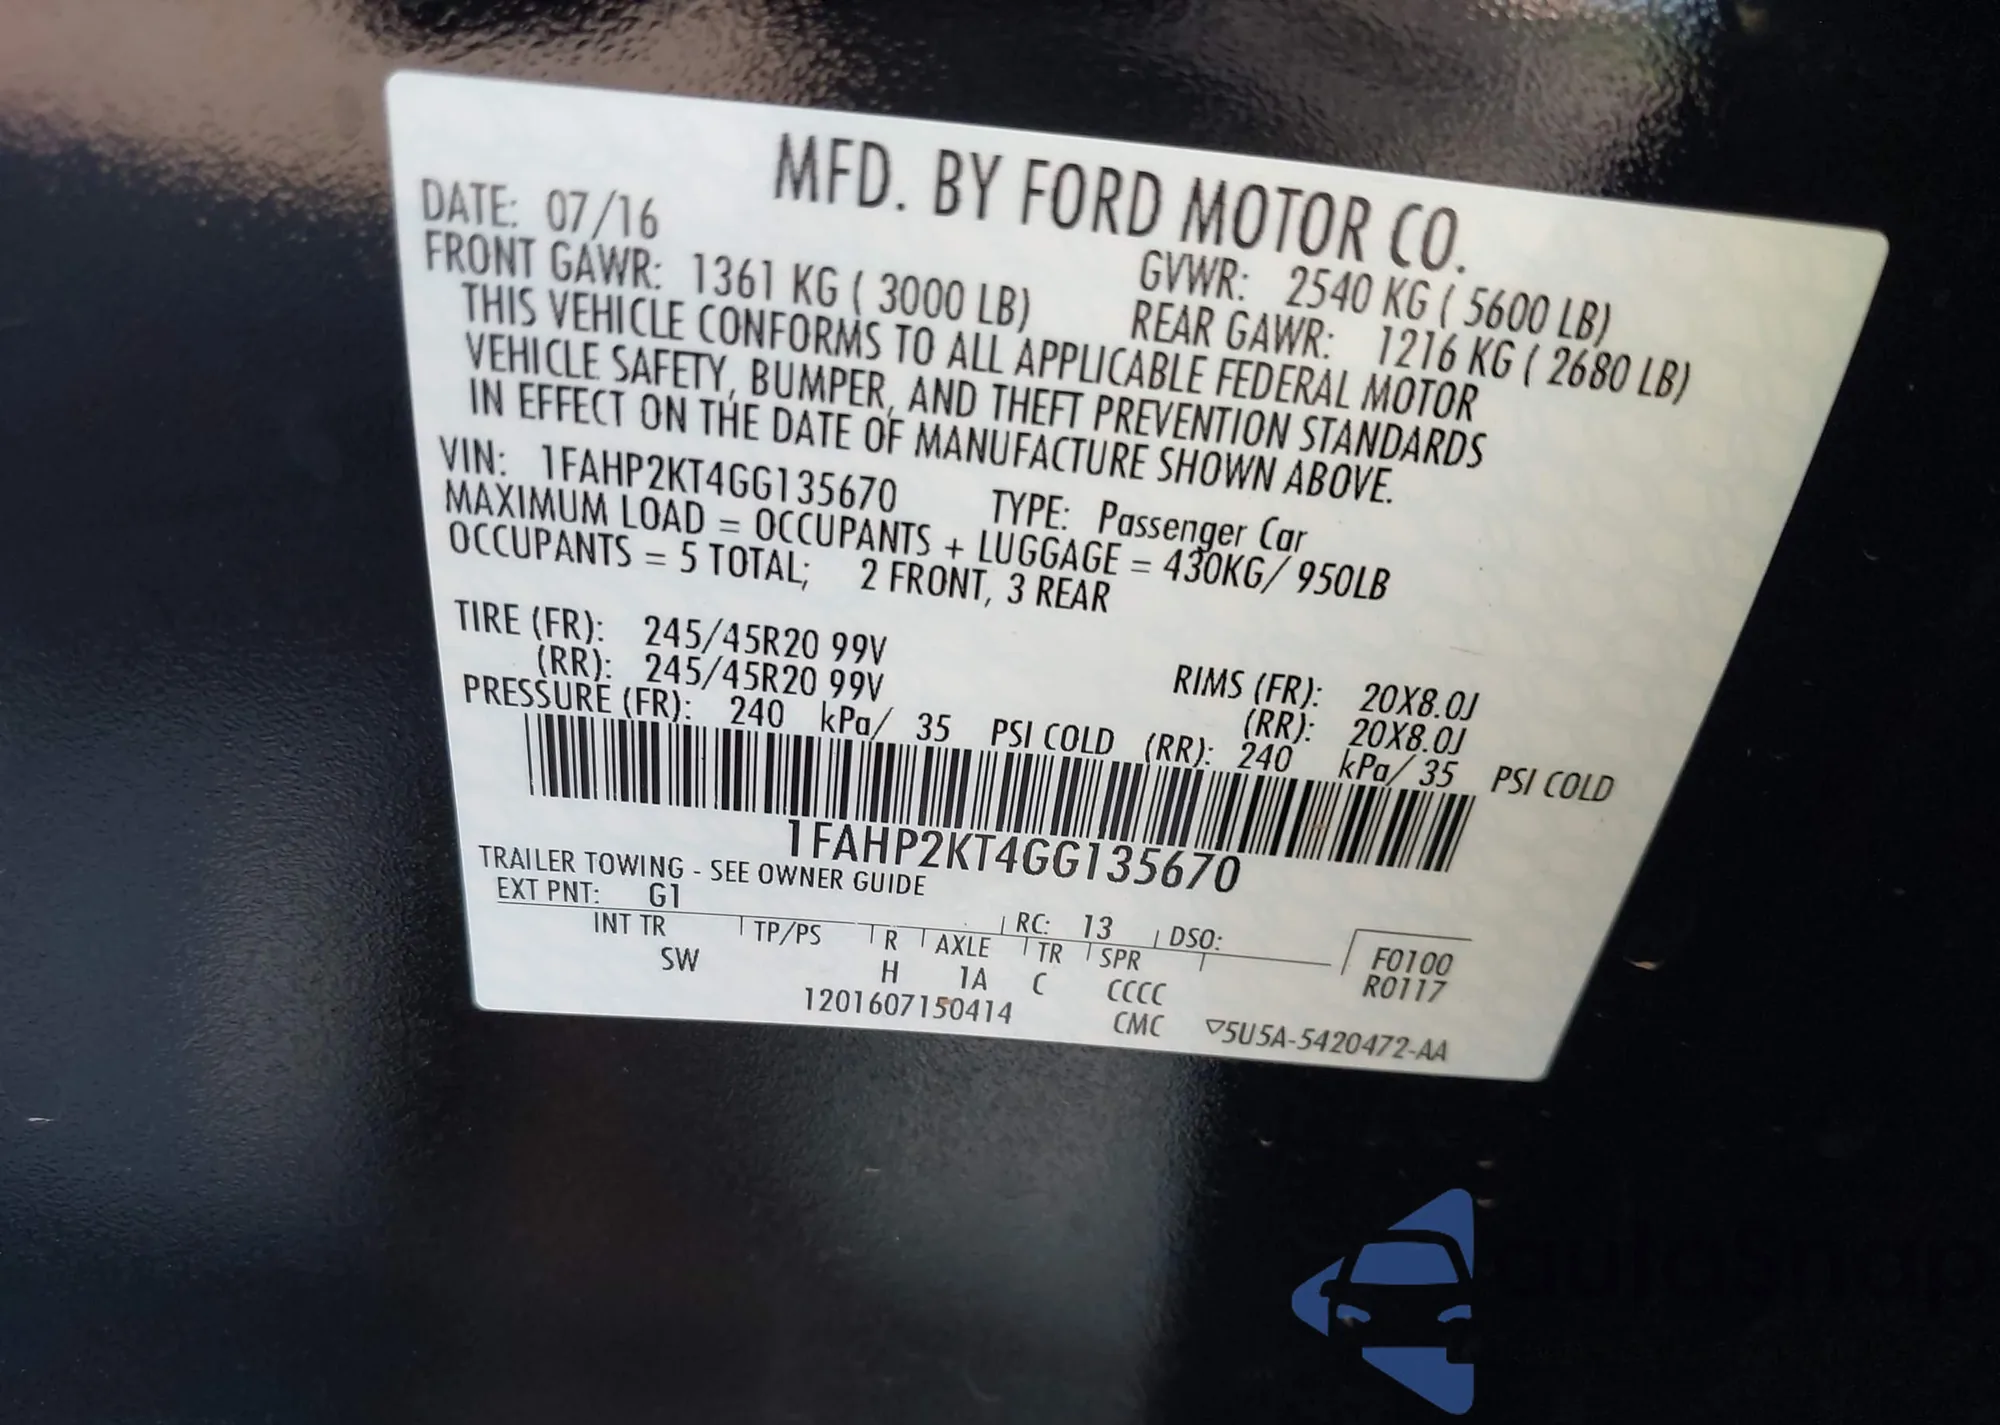 MFD. BY FORD MOTOR CO.
DATE: 07/16 GVWR: 2540 KG ( 5600 LB)
FRONT GAWR: 1361 KG ( 3000 LB) REAR GAWR: 1216 KG ( 2680 LB)
THIS VEHICLE CONFORMS TO ALL APPLICABLE FEDERAL MOTOR
VEHICLE SAFETY, BUMPER, AND THEFT PREVENTION STANDARDS
IN EFFECT ON THE DATE OF MANUFACTURE SHOWN ABOVE.
VIN: 1FAHP2KT4GG135670 TYPE: Passenger Car
MAXIMUM LOAD = OCCUPANTS + LUGGAGE = 430KG/ 950LB
OCCUPANTS = 5 TOTAL; 2 FRONT, 3 REAR
TIRE (FR): 245/45R20 99V RIMS (FR): 20X8.0J
(RR): 245/45R20 99V (RR): 20X8.0J
PRESSURE (FR): 240 kPa/ 35 PSI COLD (RR): 240 kPa/ 35 PSI COLD
1FAHP2KT4GG135670
TRAILER TOWING - SEE OWNER GUIDE
EXT PNT: G1 RC: 13 DSO: F0100
INT TR TP/PS R AXLE TR SPR R0117
SW H 1A C CCCC
1201607150414 CMC ▽5U5A-5420472-AA